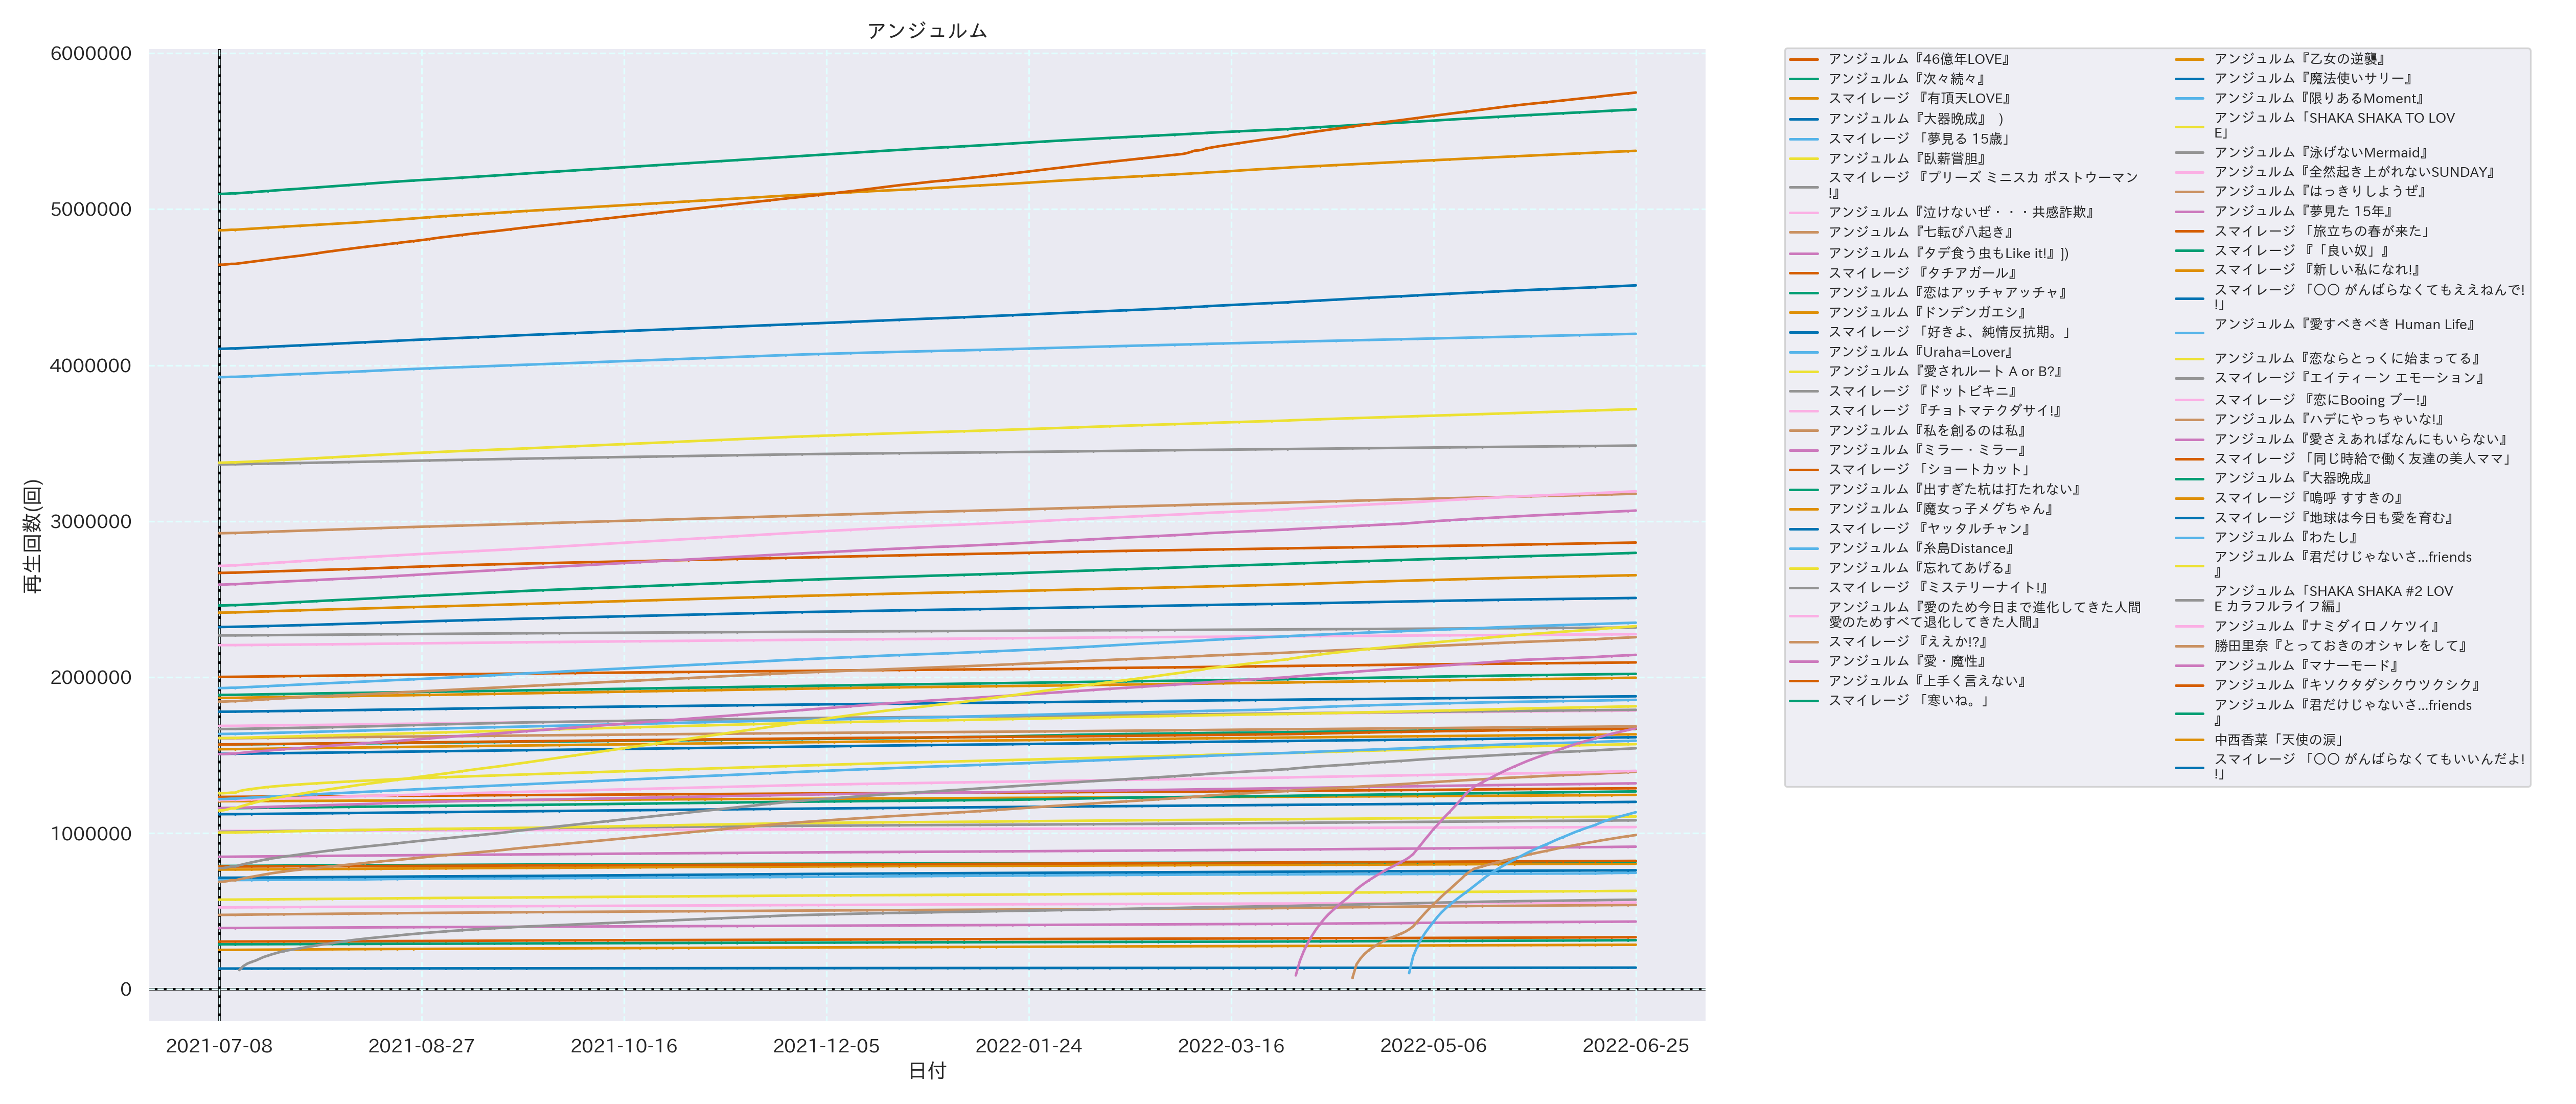 アンジュルム
再生回数(回)
6000000
5000000
4000000
3000000
2000000
1000000
0
2021-07-08
2021-08-27
2021-10-16
2021-12-05
2022-01-24
2022-03-16
2022-05-06
2022-06-25
日付
アンジュルム『46億年LOVE』
アンジュルム『次々続々』
スマイレージ 『有頂天LOVE』
アンジュルム『大器晩成』 )
スマイレージ 「夢見る 15歳」
アンジュルム『臥薪嘗胆』
スマイレージ 『プリーズ ミニスカ ポストウーマン
!』
アンジュルム『泣けないぜ・・・共感詐欺』
アンジュルム『七転び八起き』
アンジュルム『タデ食う虫もLike it!』])
スマイレージ 『タチアガール』
アンジュルム『恋はアッチャアッチャ』
アンジュルム『ドンデンガエシ』
スマイレージ 「好きよ、純情反抗期。」
アンジュルム『Uraha=Lover』
アンジュルム『愛されルート A or B?』
スマイレージ 『ドットビキニ』
スマイレージ 『チョトマテクダサイ!』
アンジュルム『私を創るのは私』
アンジュルム『ミラー・ミラー』
スマイレージ 「ショートカット」
アンジュルム『出すぎた杭は打たれない』
アンジュルム『魔女っ子メグちゃん』
スマイレージ 『ヤッタルチャン』
アンジュルム『糸島Distance』
アンジュルム『忘れてあげる』
スマイレージ 『ミステリーナイト!』
アンジュルム『愛のため今日まで進化してきた人間
愛のためすべて退化してきた人間』
スマイレージ 『ええか!?』
アンジュルム『愛・魔性』
アンジュルム『上手く言えない』
スマイレージ 「寒いね。」
アンジュルム『乙女の逆襲』
アンジュルム『魔法使いサリー』
アンジュルム『限りあるMoment』
アンジュルム「SHAKA SHAKA TO LOV
E」
アンジュルム『泳げないMermaid』
アンジュルム『全然起き上がれないSUNDAY』
アンジュルム『はっきりしようぜ』
アンジュルム『夢見た 15年』
スマイレージ 「旅立ちの春が来た」
スマイレージ 『「良い奴」』
スマイレージ 『新しい私になれ!』
スマイレージ 「〇〇 がんばらなくてもええねんで!
!」
アンジュルム『愛すべきべき Human Life』
アンジュルム『恋ならとっくに始まってる』
スマイレージ『エイティーン エモーション』
スマイレージ 『恋にBooing ブー!』
アンジュルム『ハデにやっちゃいな!』
アンジュルム『愛さえあればなんにもいらない』
スマイレージ 「同じ時給で働く友達の美人ママ」
アンジュルム『大器晩成』
スマイレージ『嗚呼 すすきの』
スマイレージ『地球は今日も愛を育む』
アンジュルム『わたし』
アンジュルム『君だけじゃないさ...friends
』
アンジュルム「SHAKA SHAKA #2 LOV
E カラフルライフ編」
アンジュルム『ナミダイロノケツイ』
勝田里奈『とっておきのオシャレをして』
アンジュルム『マナーモード』
アンジュルム『キソクタダシクウツクシク』
アンジュルム『君だけじゃないさ...friends
』
中西香菜「天使の涙」
スマイレージ 「〇〇 がんばらなくてもいいんだよ!
!」